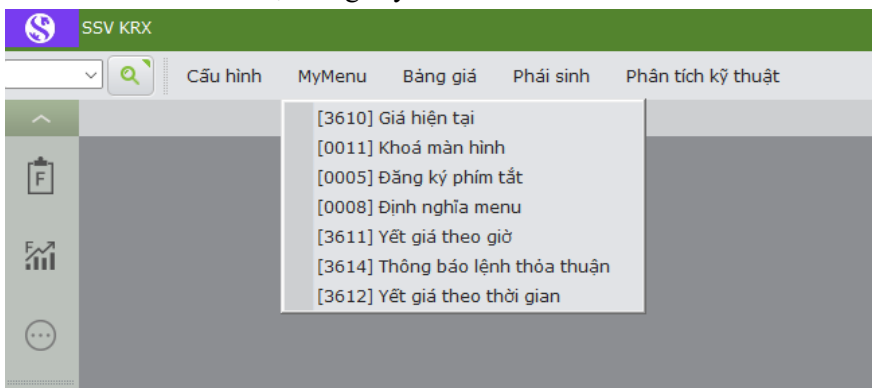 SSV KRX
Cấu hình MyMenu Bảng giá Phái sinh Phân tích kỹ thuật
[3610] Giá hiện tại
[0011] Khoá màn hình
[0005] Đăng ký phím tắt
[0008] Định nghĩa menu
F
[3611] Yết giá theo giờ
F
[3614] Thông báo lệnh thỏa thuận
[3612] Yết giá theo thời gian